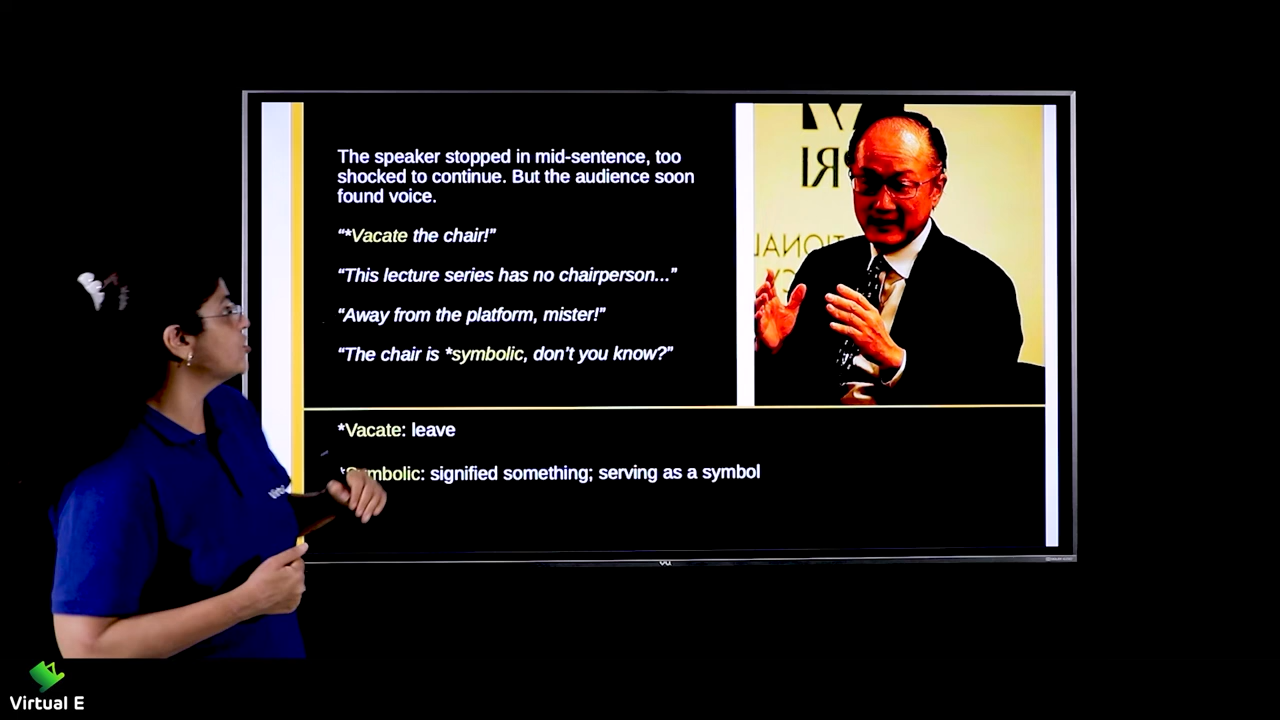 The speaker stopped in mid-sentence, too
shocked to continue. But the audience soon
found voice.
“*Vacate the chair!”
“This lecture series has no chairperson...”
“Away from the platform, mister!”
“The chair is *symbolic, don’t you know?”
*Vacate: leave
*Symbolic: signified something; serving as a symbol
VU
Virtual E